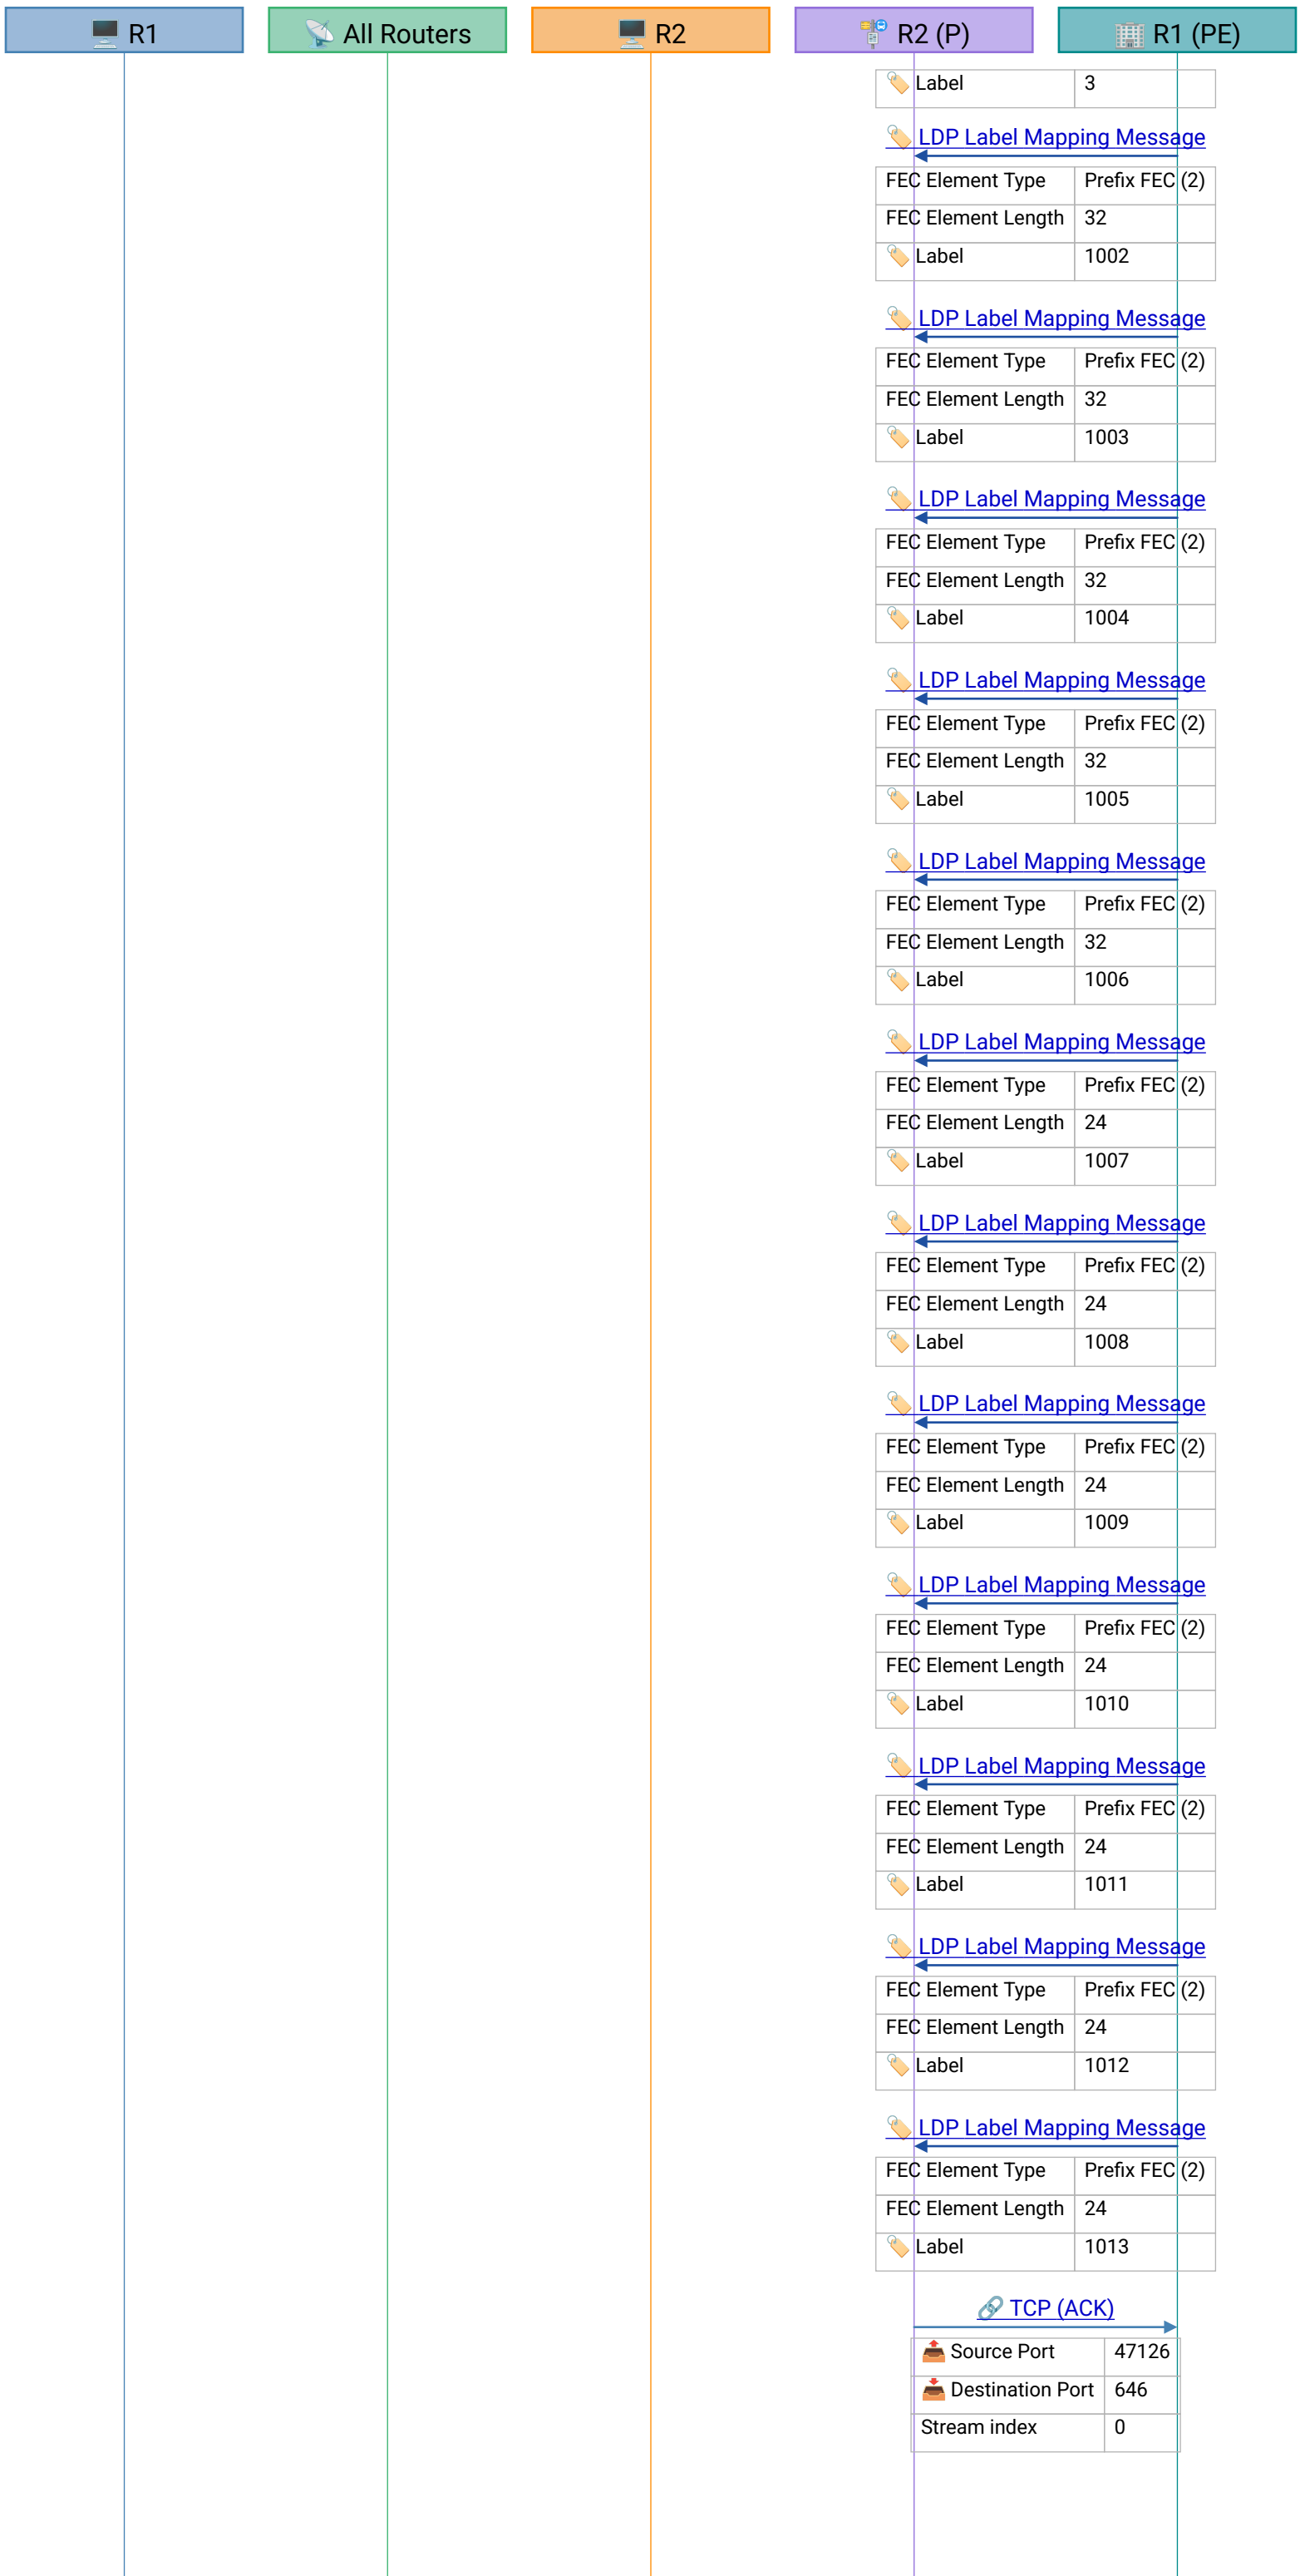 🖥️ R1
📡 All Routers
🖥️ R2
🚏 R2 (P)
🏢 R1 (PE)
🏷️ Label 3
🏷️ LDP Label Mapping Message
FEC Element Type Prefix FEC (2)
FEC Element Length 32
🏷️ Label 1002
🏷️ LDP Label Mapping Message
FEC Element Type Prefix FEC (2)
FEC Element Length 32
🏷️ Label 1003
🏷️ LDP Label Mapping Message
FEC Element Type Prefix FEC (2)
FEC Element Length 32
🏷️ Label 1004
🏷️ LDP Label Mapping Message
FEC Element Type Prefix FEC (2)
FEC Element Length 32
🏷️ Label 1005
🏷️ LDP Label Mapping Message
FEC Element Type Prefix FEC (2)
FEC Element Length 32
🏷️ Label 1006
🏷️ LDP Label Mapping Message
FEC Element Type Prefix FEC (2)
FEC Element Length 24
🏷️ Label 1007
🏷️ LDP Label Mapping Message
FEC Element Type Prefix FEC (2)
FEC Element Length 24
🏷️ Label 1008
🏷️ LDP Label Mapping Message
FEC Element Type Prefix FEC (2)
FEC Element Length 24
🏷️ Label 1009
🏷️ LDP Label Mapping Message
FEC Element Type Prefix FEC (2)
FEC Element Length 24
🏷️ Label 1010
🏷️ LDP Label Mapping Message
FEC Element Type Prefix FEC (2)
FEC Element Length 24
🏷️ Label 1011
🏷️ LDP Label Mapping Message
FEC Element Type Prefix FEC (2)
FEC Element Length 24
🏷️ Label 1012
🏷️ LDP Label Mapping Message
FEC Element Type Prefix FEC (2)
FEC Element Length 24
🏷️ Label 1013
🔗 TCP (ACK)
📤 Source Port 47126
📥 Destination Port 646
Stream index 0